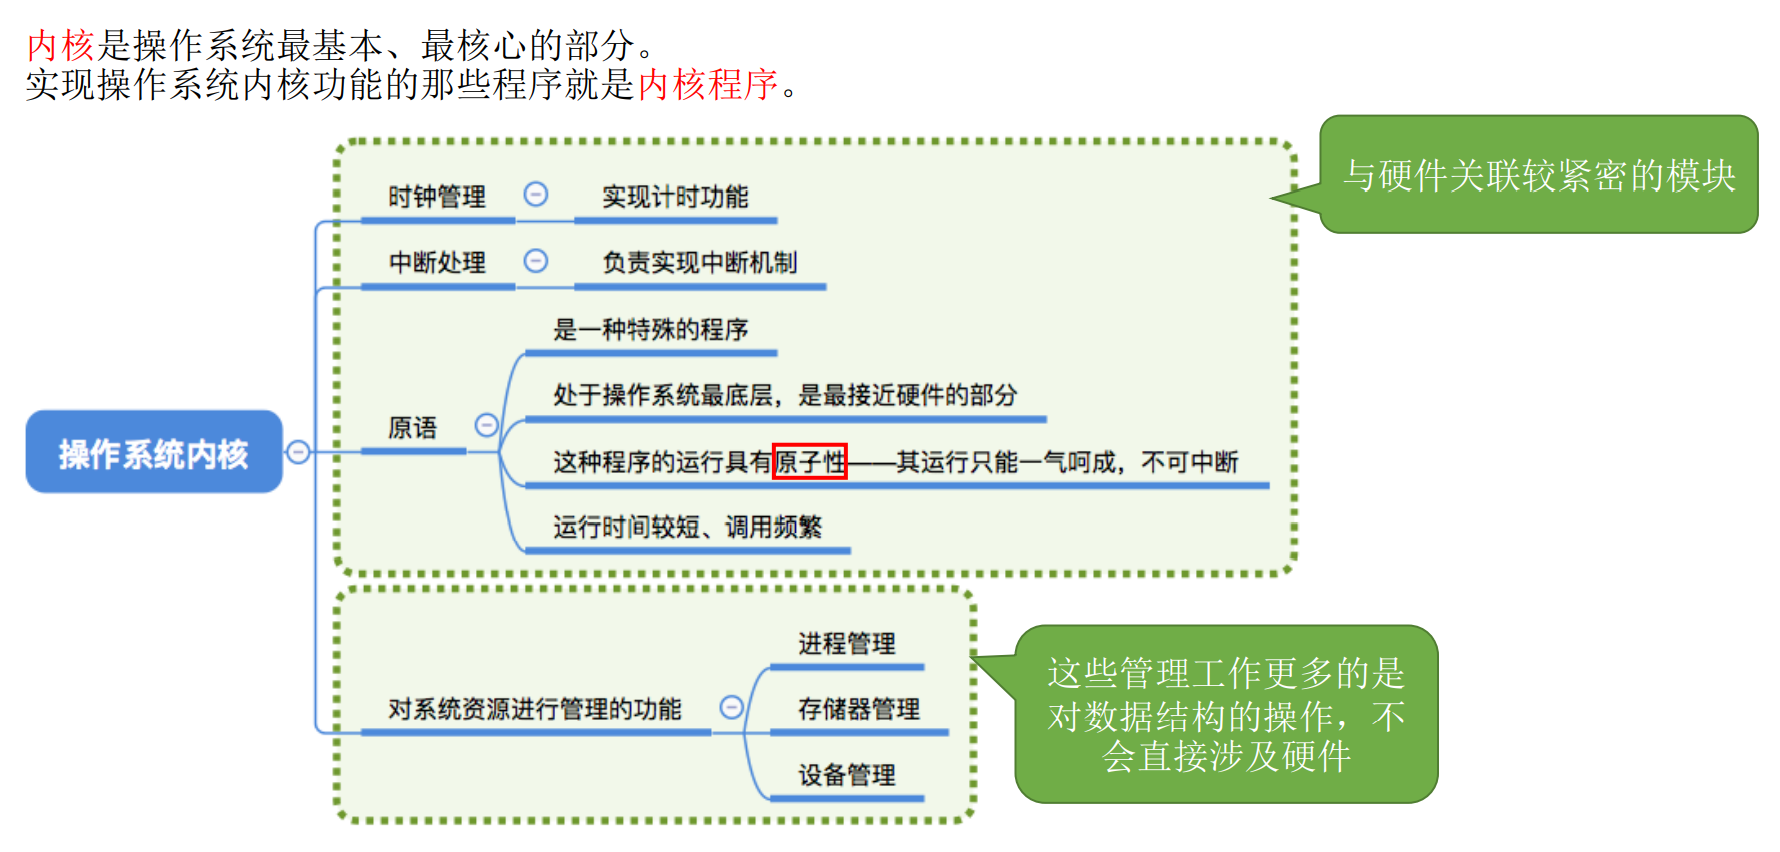 内核是操作系统最基本、最核心的部分。
实现操作系统内核功能的那些程序就是内核程序。
与硬件关联较紧密的模块
时钟管理
实现计时功能
中断处理
负责实现中断机制
是一种特殊的程序
处于操作系统最底层，是最接近硬件的部分
原语
操作系统内核
这种程序的运行具有原子性——其运行只能一气呵成，不可中断
运行时间较短、调用频繁
进程管理
对系统资源进行管理的功能
存储器管理
设备管理
这些管理工作更多的是
对数据结构的操作，不
会直接涉及硬件